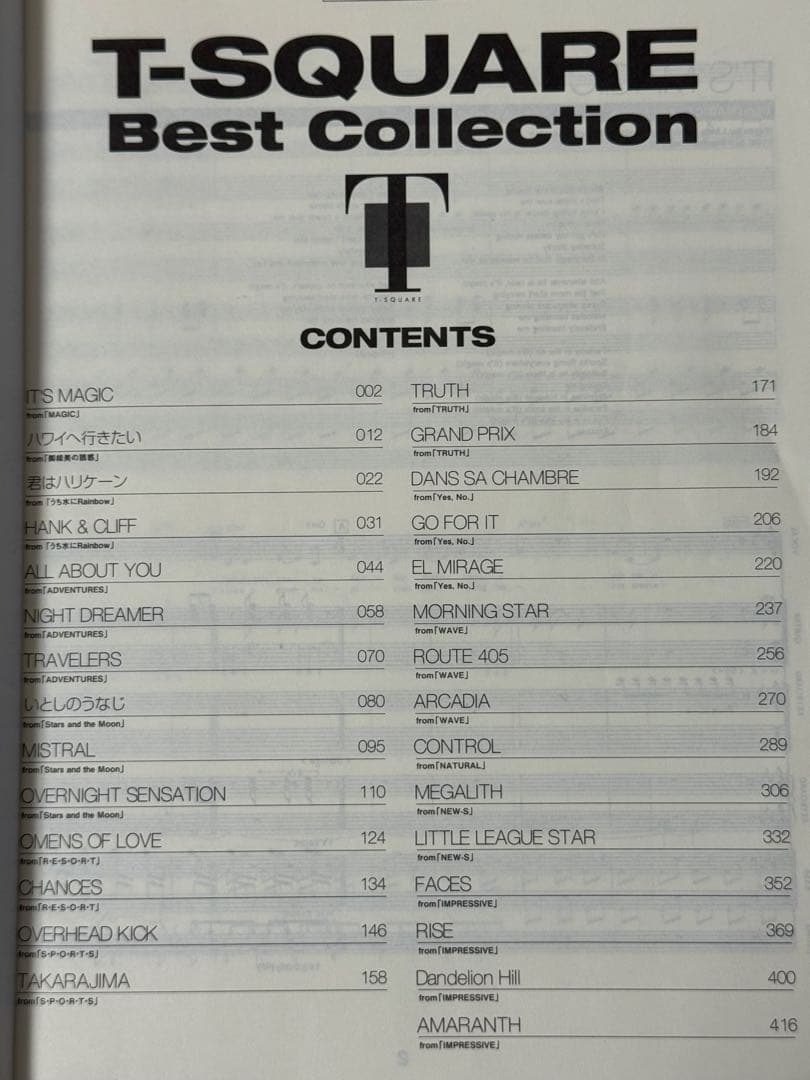 T-SQUARE
Best Collection
T
T-SQUARE
CONTENTS
IT'S MAGIC 002
from「MAGIC」
ハワイへ行きたい 012
from「脚線美の誘惑」
君はハリケーン 022
from「うち水にRainbow」
HANK & CLIFF 031
from「うち水にRainbow」
ALL ABOUT YOU 044
from「ADVENTURES」
NIGHT DREAMER 058
from「ADVENTURES」
TRAVELERS 070
from「ADVENTURES」
いとしのうなじ 080
from「Stars and the Moon」
MISTRAL 095
from「Stars and the Moon」
OVERNIGHT SENSATION 110
from「Stars and the Moon」
OMENS OF LOVE 124
from「R・E・S・O・R・T」
CHANCES 134
from「R・E・S・O・R・T」
OVERHEAD KICK 146
from「S・P・O・R・T・S」
TAKARAJIMA 158
from「S・P・O・R・T・S」
TRUTH 171
from「TRUTH」
GRAND PRIX 184
from「TRUTH」
DANS SA CHAMBRE 192
from「Yes, No.」
GO FOR IT 206
from「Yes, No.」
EL MIRAGE 220
from「Yes, No.」
MORNING STAR 237
from「WAVE」
ROUTE 405 256
from「WAVE」
ARCADIA 270
from「WAVE」
CONTROL 289
from「NATURAL」
MEGALITH 306
from「NEW-S」
LITTLE LEAGUE STAR 332
from「NEW-S」
FACES 352
from「IMPRESSIVE」
RISE 369
from「IMPRESSIVE」
Dandelion Hill 400
from「IMPRESSIVE」
AMARANTH 416
from「IMPRESSIVE」